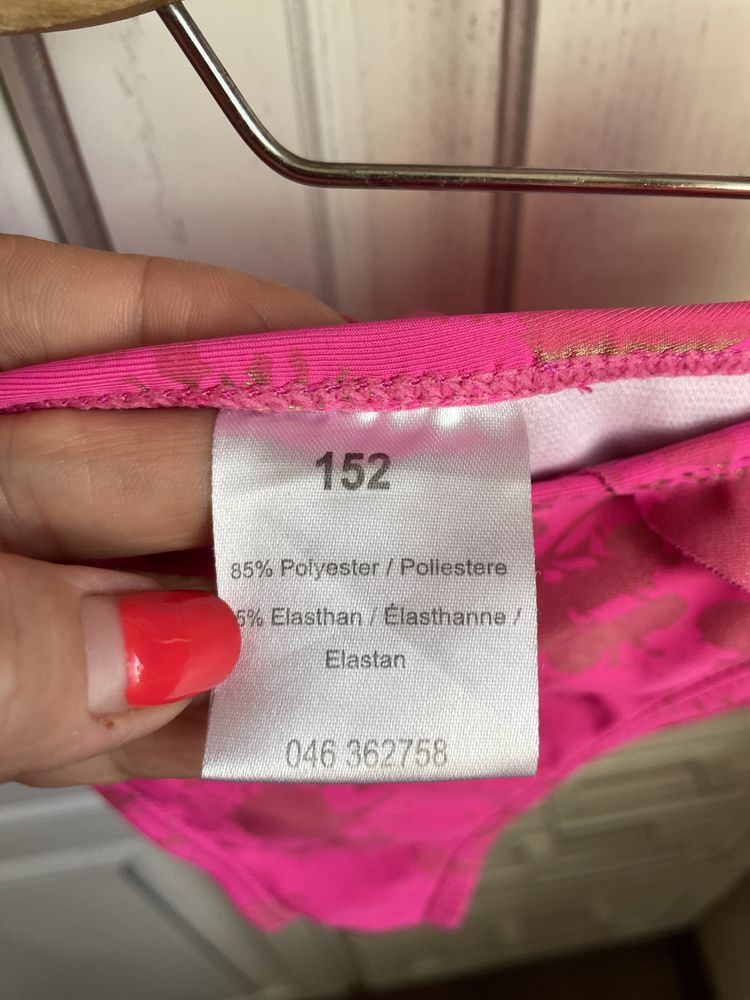 152
85% Polyester / Poliestere
5% Elasthan / Élasthanne /
Elastan
046 362758